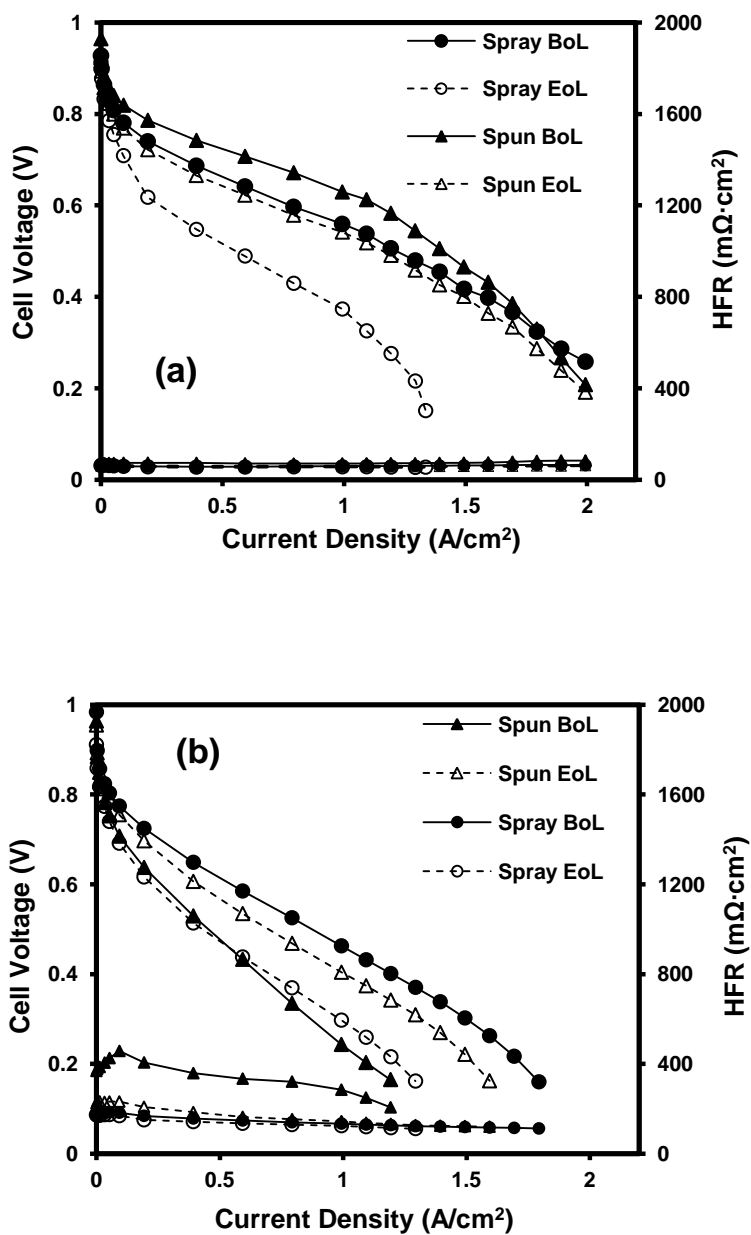 1
2000
Spray BoL
Spray EoL
Spun BoL
Spun EoL
0.8
1600
0.6
1200
0.4
800
0.2
400
0
0
(a)
Cell Voltage (V)
HFR (mΩ·cm²)
0
0.5
1
1.5
2
Current Density (A/cm²)
1
2000
(b)
Spun BoL
Spun EoL
Spray BoL
Spray EoL
0.8
1600
0.6
1200
0.4
800
0.2
400
0
0
Cell Voltage (V)
HFR (mΩ·cm²)
0
0.5
1
1.5
2
Current Density (A/cm²)